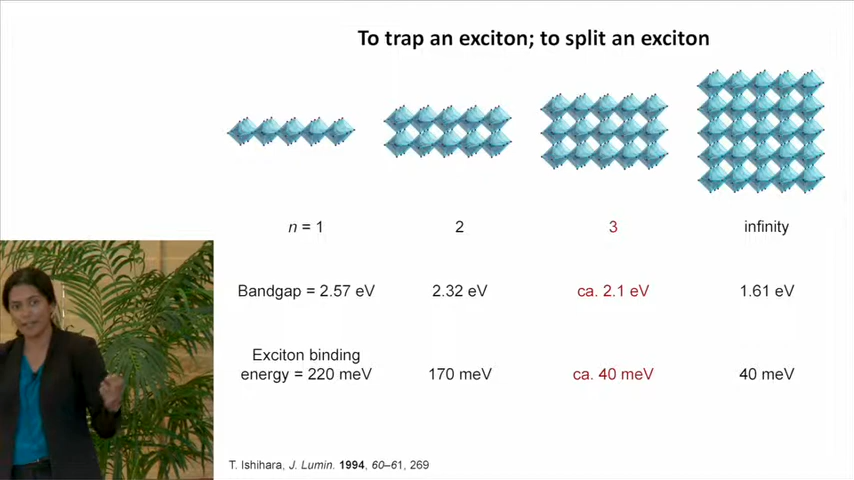 To trap an exciton; to split an exciton
n = 1
2
3
infinity
Bandgap = 2.57 eV
2.32 eV
ca. 2.1 eV
1.61 eV
Exciton binding
energy = 220 meV
170 meV
ca. 40 meV
40 meV
T. Ishihara, J. Lumin. 1994, 60–61, 269